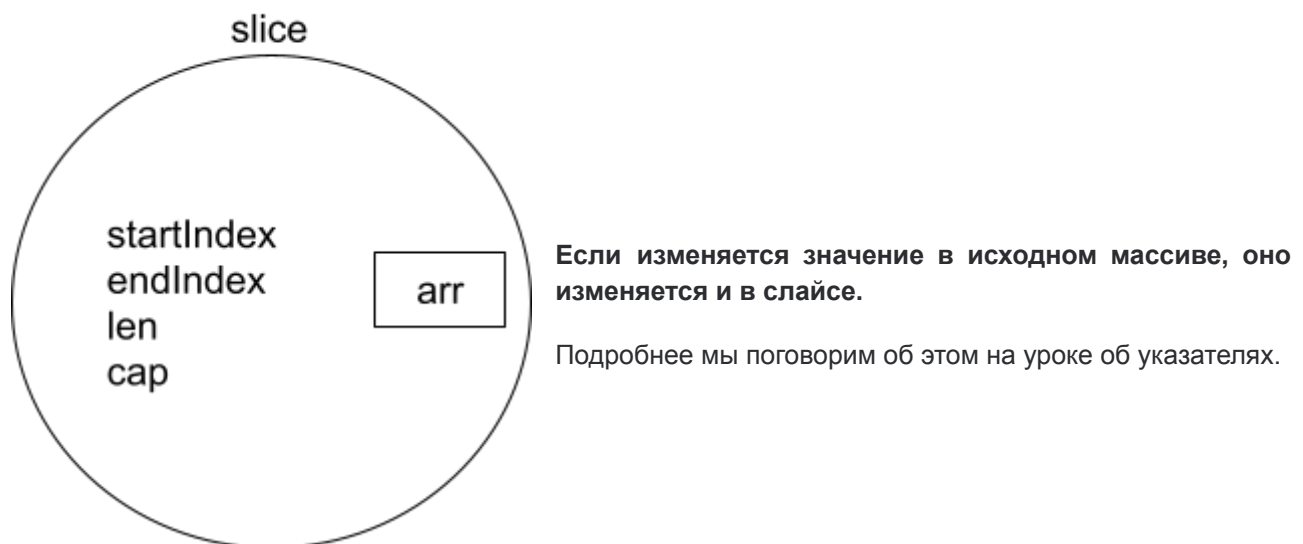 slice
startIndex
endIndex
len
cap
arr
Если изменяется значение в исходном массиве, оно
изменяется и в слайсе.
Подробнее мы поговорим об этом на уроке об указателях.